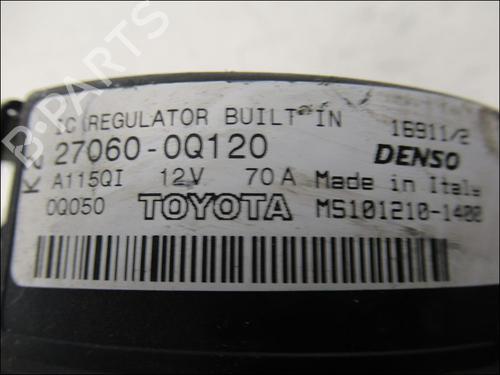 IC REGULATOR BUILT IN 16911/2
K2 27060-0Q120 DENSO
A115QI 12V 70A Made in Italy
0Q050 TOYOTA MS101210-1400
B-PARTS